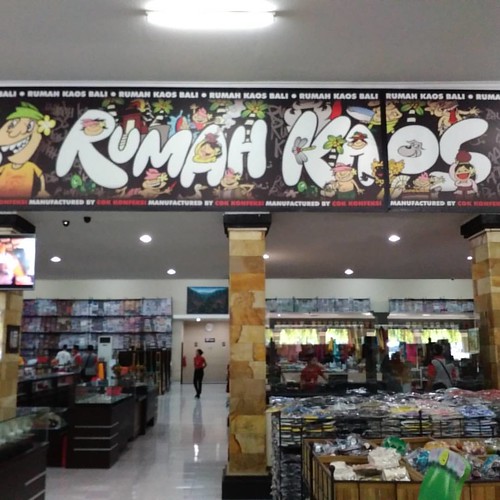 BALI • RUMAH KAOS BALI • RUMAH KAOS BALI • RUMAH KAOS BALI • RUMAH KAOS BALI • RUMAH KAOS BALI • RUMAH
RUMAH KAOS
MANUFACTURED BY COK KONFEKSI MANUFACTURED BY COK KONFEKSI MANUFACTURED BY COK KONFEKSI